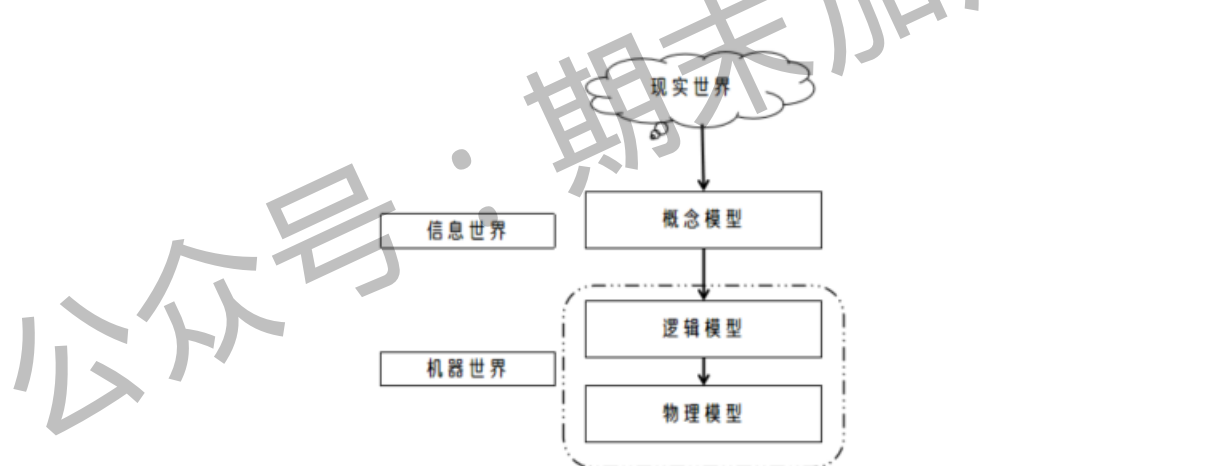 现实世界
概念模型
信息世界
逻辑模型
机器世界
物理模型
公众号：期末加